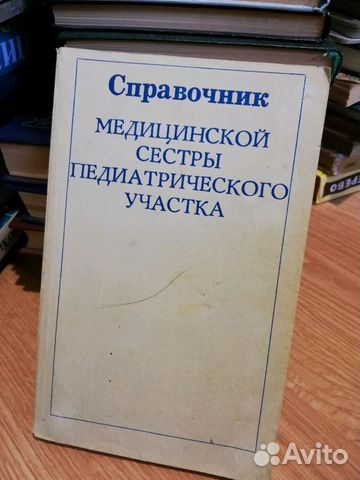 Справочник
МЕДИЦИНСКОЙ
СЕСТРЫ
ПЕДИАТРИЧЕСКОГО
УЧАСТКА
Avito